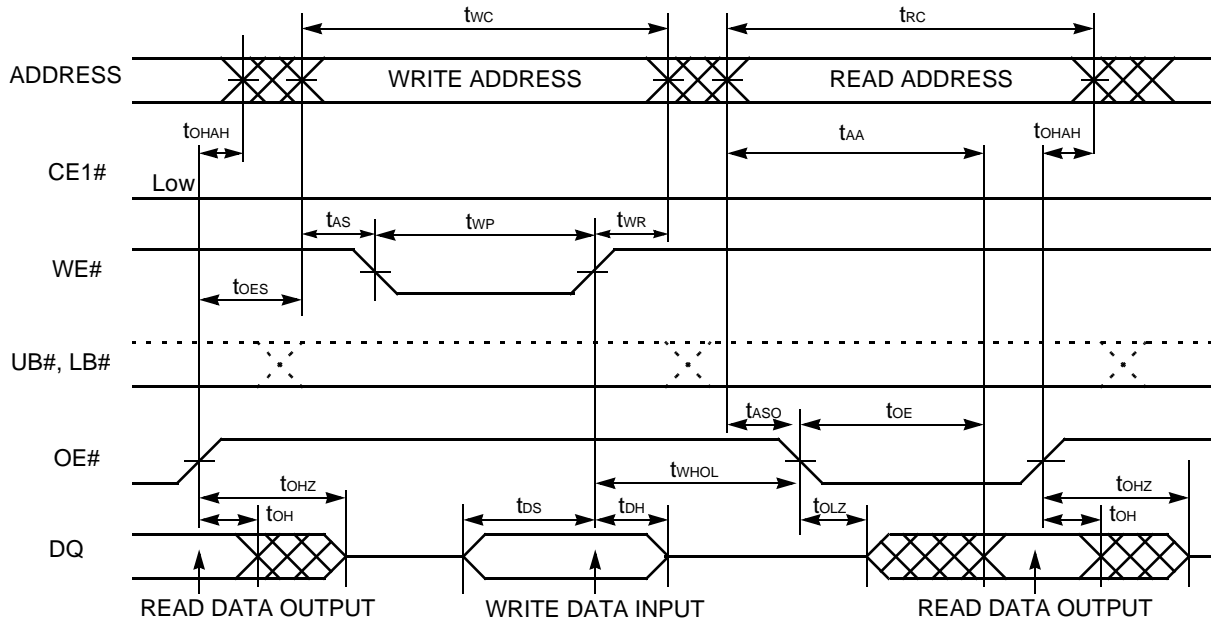 tWC
tRC
ADDRESS
WRITE ADDRESS
READ ADDRESS
tOHAH
tAA
tOHAH
CE1#
Low
tAS
tWP
tWR
WE#
tOES
UB#, LB#
tASO
tOE
OE#
tWHOL
tOHZ
tOHZ
tOH
tDS
tDH
tOLZ
tOH
DQ
READ DATA OUTPUT
WRITE DATA INPUT
READ DATA OUTPUT